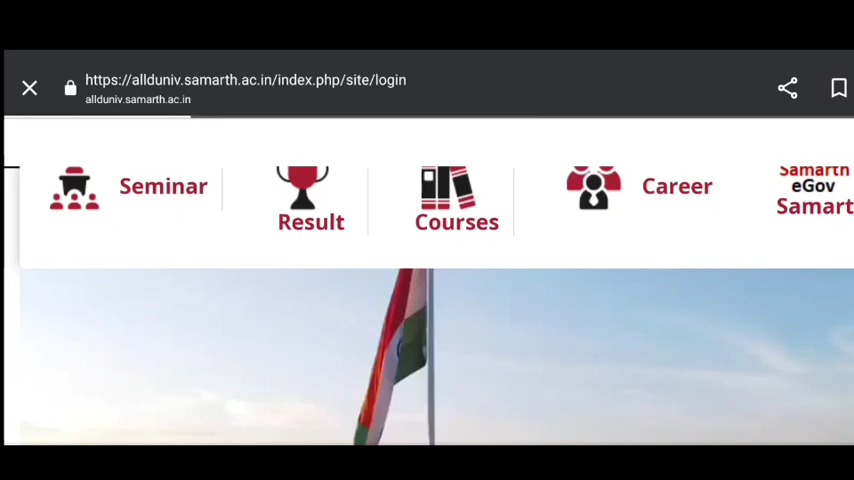 https://allduniv.samarth.ac.in/index.php/site/login
allduniv.samarth.ac.in
Seminar
Result
Courses
Career
Samarth
eGov
Samart